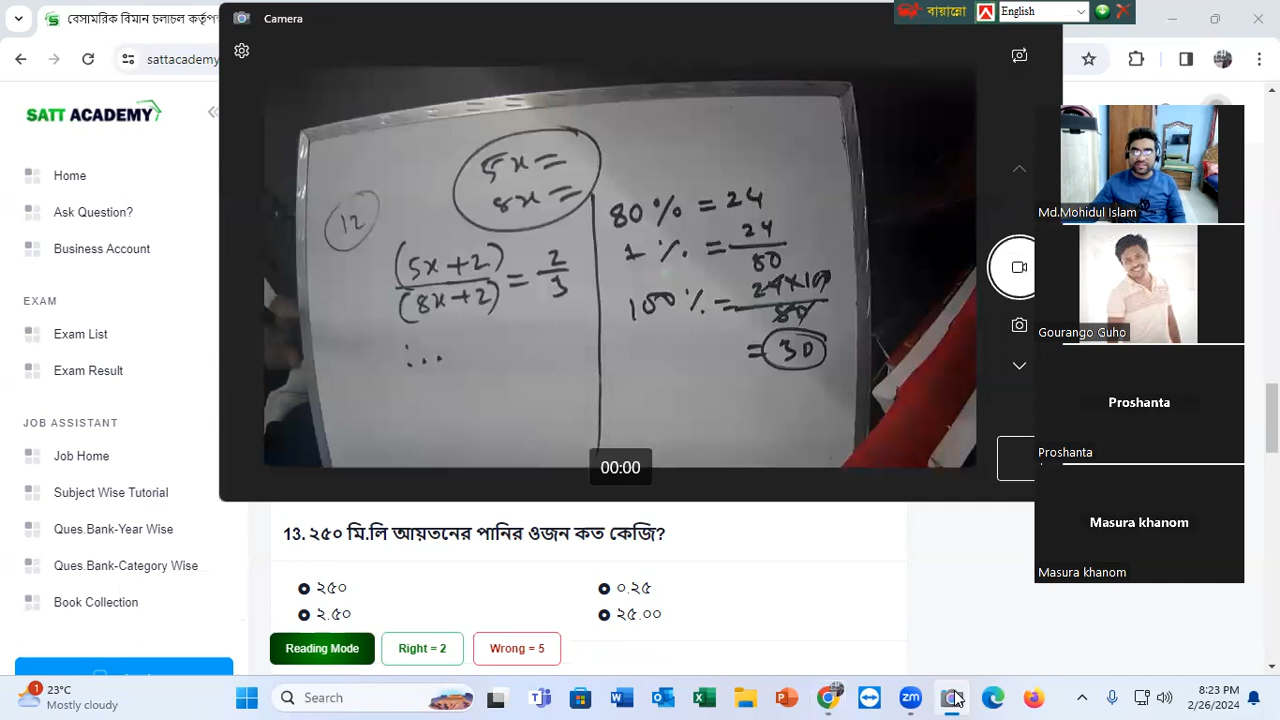 বেসামরিক বিমান চলাচল কর্তৃপ
Camera
বায়ান্নো
English
sattacademy
SATT ACADEMY
Home
Ask Question?
Business Account
EXAM
Exam List
Exam Result
JOB ASSISTANT
Job Home
Subject Wise Tutorial
Ques.Bank-Year Wise
Ques.Bank-Category Wise
Book Collection
12
5x =
8x =
(5x+2)/(8x+2) = 2/3
∴ ..
80 % = 24
1 % = 24/80
100 % = 24×100/80
= 30
00:00
Md.Mohidul Islam
Gourango Guho
Proshanta
Proshanta
Masura khanom
Masura khanom
13. ২৫০ মি.লি আয়তনের পানির ওজন কত কেজি?
২৫০
০.২৫
২.৫০
২৫.০০
Reading Mode
Right = 2
Wrong = 5
1
23°C
Mostly cloudy
Search
zm
8:23 PM
2/26/2024